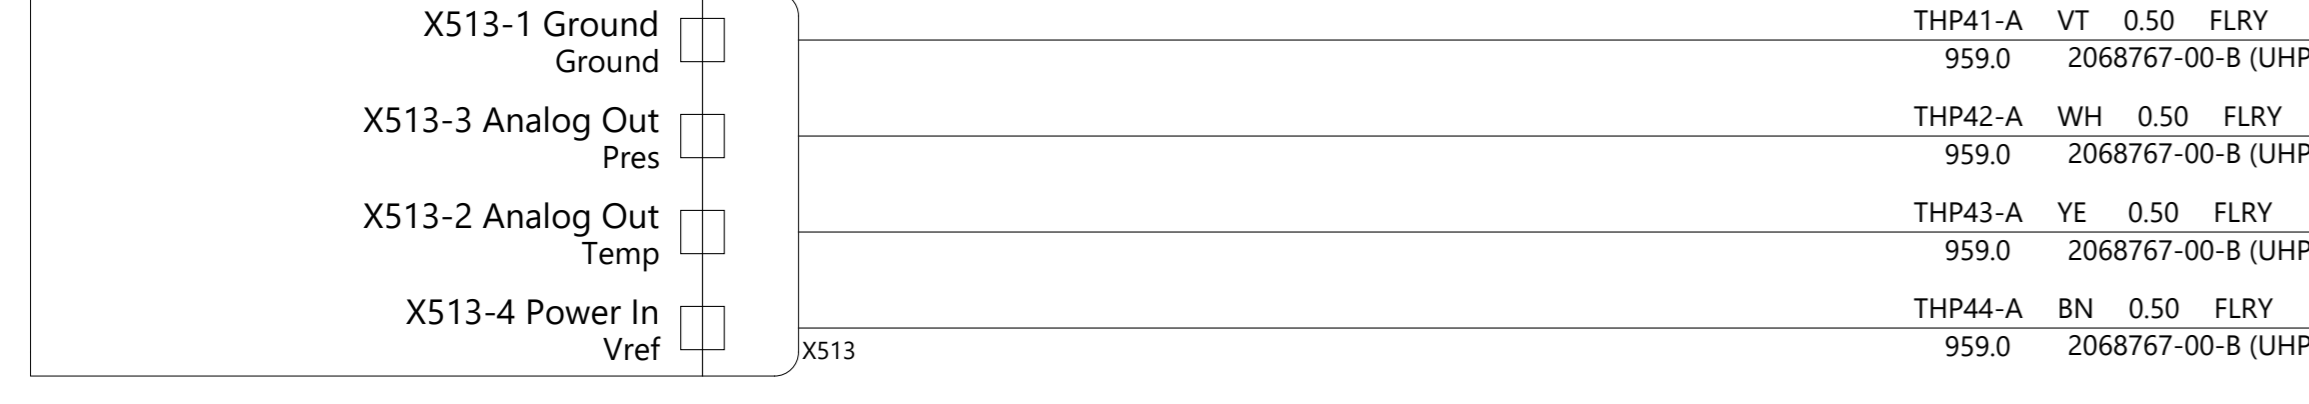 X513-1 Ground
Ground
THP41-A VT 0.50 FLRY
959.0 2068767-00-B (UHP
X513-3 Analog Out
Pres
THP42-A WH 0.50 FLRY
959.0 2068767-00-B (UHP
X513-2 Analog Out
Temp
THP43-A YE 0.50 FLRY
959.0 2068767-00-B (UHP
X513-4 Power In
Vref
X513
THP44-A BN 0.50 FLRY
959.0 2068767-00-B (UHP